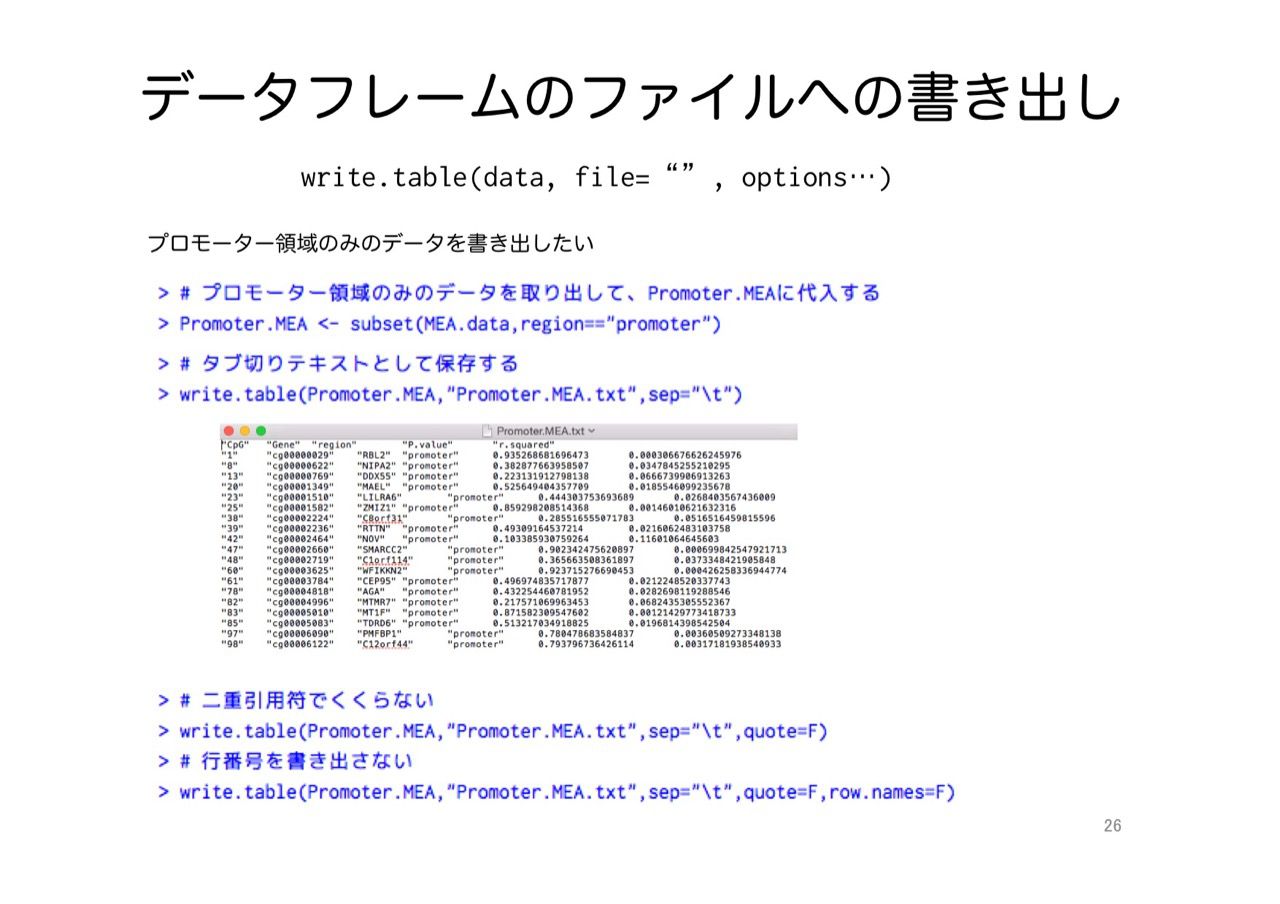 データフレームのファイルへの書き出し
write.table(data, file= “” , options…)
プロモーター領域のみのデータを書き出したい
> # プロモーター領域のみのデータを取り出して、Promoter.MEAに代入する
> Promoter.MEA <- subset(MEA.data,region=="promoter")
> # タブ切りテキストとして保存する
> write.table(Promoter.MEA,"Promoter.MEA.txt",sep="\t")
Promoter.MEA.txt
"CpG" "Gene" "region" "P.value" "r.squared"
"1" "cg00000029" "RBL2" "promoter" 0.935268681696473 0.000306676626245976
"8" "cg00000622" "NIPA2" "promoter" 0.382877663958507 0.0347845255210295
"13" "cg00000769" "DDX55" "promoter" 0.223131912798138 0.0666739906913263
"20" "cg00001349" "MAEL" "promoter" 0.525649404357709 0.0185546099235678
"23" "cg00001510" "LILRA6" "promoter" 0.444303753693689 0.0268403567436009
"25" "cg00001582" "ZMIZ1" "promoter" 0.859298208514368 0.00146010621632316
"38" "cg00002224" "C8orf31" "promoter" 0.285516555071783 0.0516516459815596
"39" "cg00002236" "RTTN" "promoter" 0.49309164537214 0.0216062483103758
"42" "cg00002464" "NOV" "promoter" 0.103385930759264 0.11601064645603
"47" "cg00002660" "SMARCC2" "promoter" 0.902342475620897 0.000699842547921713
"48" "cg00002719" "C1orf114" "promoter" 0.365663508361897 0.0373348421905848
"60" "cg00003625" "WFIKKN2" "promoter" 0.923715276690453 0.000426258336944774
"61" "cg00003784" "CEP95" "promoter" 0.496974835717877 0.0212248520337743
"78" "cg00004818" "AGA" "promoter" 0.432254460781952 0.0282698119288546
"82" "cg00004996" "MTMR7" "promoter" 0.217571069963453 0.0682435305552367
"83" "cg00005010" "MT1F" "promoter" 0.871582309547602 0.00121429773418733
"85" "cg00005083" "TDRD6" "promoter" 0.513217034918825 0.0196814398542504
"97" "cg00006090" "PMFBP1" "promoter" 0.780478683584837 0.00360509273348138
"98" "cg00006122" "C12orf44" "promoter" 0.793796736426114 0.00317181938540933
> # 二重引用符でくくらない
> write.table(Promoter.MEA,"Promoter.MEA.txt",sep="\t",quote=F)
> # 行番号を書き出さない
> write.table(Promoter.MEA,"Promoter.MEA.txt",sep="\t",quote=F,row.names=F)
26